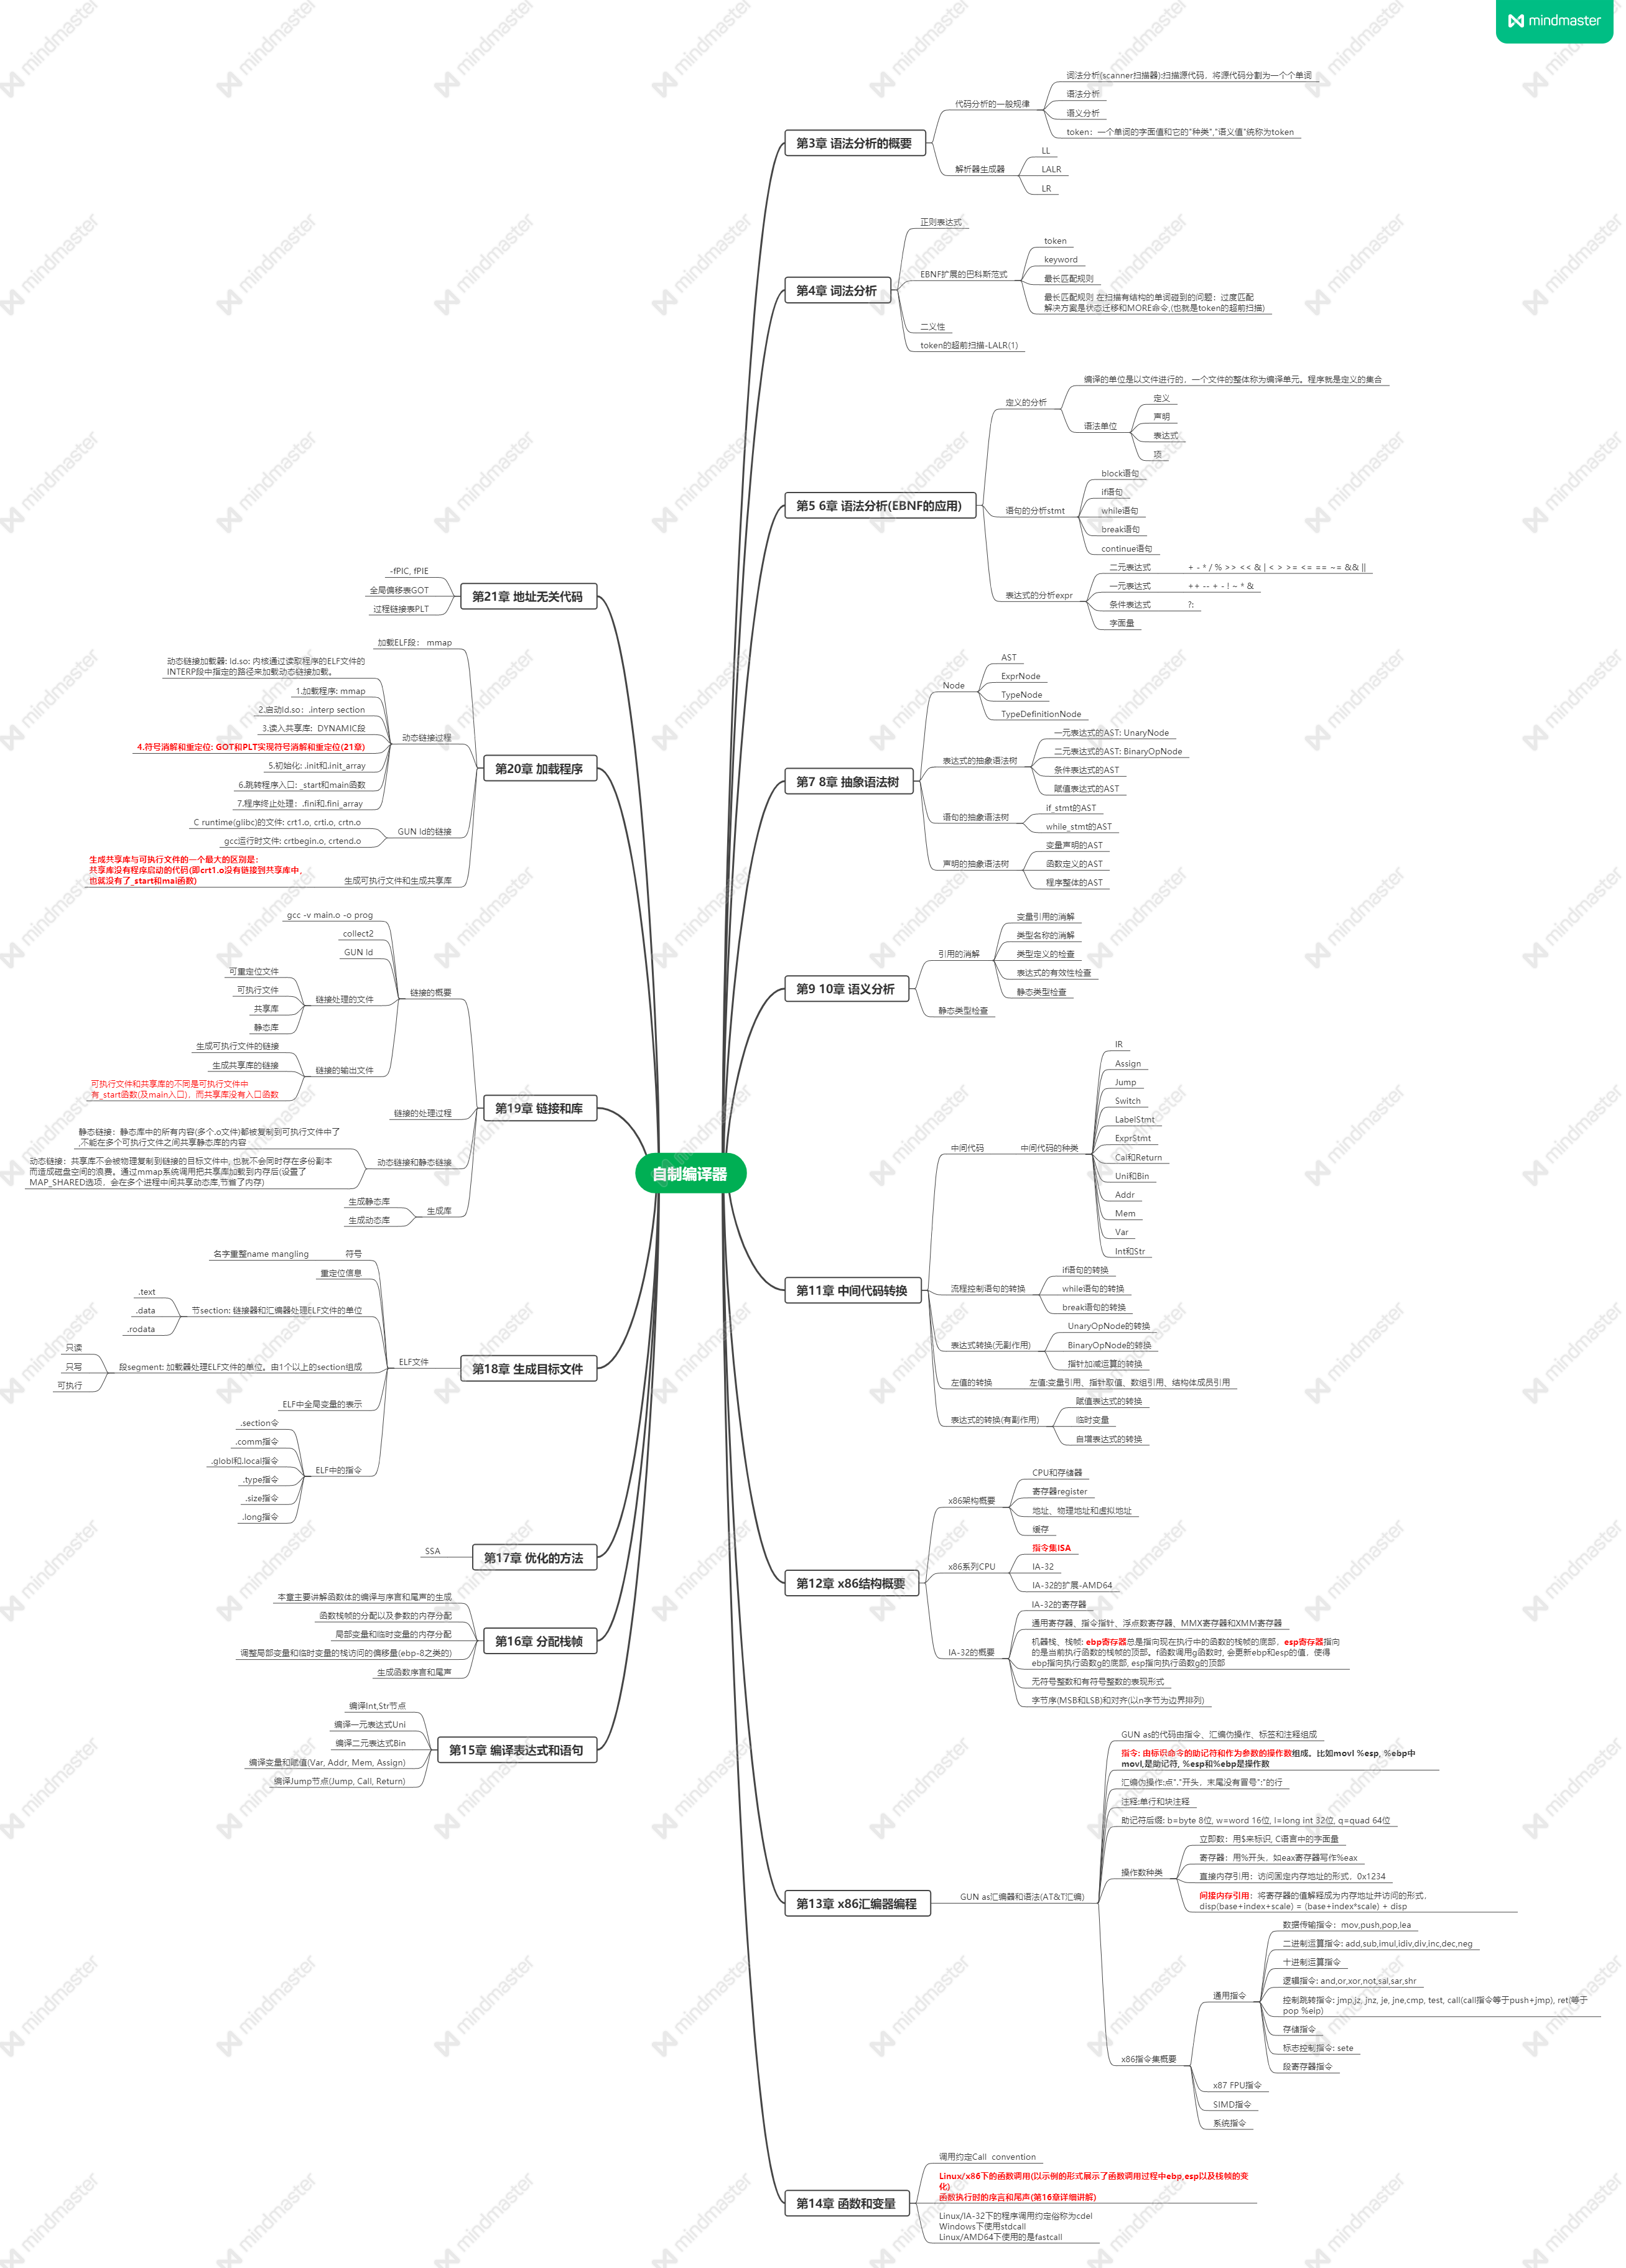 mindmaster
自制编译器
第3章 语法分析的概要
代码分析的一般规律
词法分析(scanner扫描器):扫描源代码，将源代码分割为一个个单词
语法分析
语义分析
token：一个单词的字面值和它的"种类","语义值"统称为token
解析器生成器
LL
LALR
LR
第4章 词法分析
正则表达式
EBNF扩展的巴科斯范式
token
keyword
最长匹配规则
最长匹配规则 在扫描有结构的单词碰到的问题：过度匹配
解决方案是状态迁移和MORE命令,(也就是token的超前扫描)
二义性
token的超前扫描-LALR(1)
第5 6章 语法分析(EBNF的应用)
定义的分析
编译的单位是以文件进行的，一个文件的整体称为编译单元。程序就是定义的集合
语法单位
定义
声明
表达式
项
语句的分析stmt
block语句
if语句
while语句
break语句
continue语句
表达式的分析expr
二元表达式
+ - * / % >> << & | < > >= <= == ~= && ||
一元表达式
++ -- + - ! ~ * &
条件表达式
?:
字面量
第7 8章 抽象语法树
Node
AST
ExprNode
TypeNode
TypeDefinitionNode
表达式的抽象语法树
一元表达式的AST: UnaryNode
二元表达式的AST: BinaryOpNode
条件表达式的AST
赋值表达式的AST
语句的抽象语法树
if_stmt的AST
while_stmt的AST
声明的抽象语法树
变量声明的AST
函数定义的AST
程序整体的AST
第9 10章 语义分析
引用的消解
变量引用的消解
类型名称的消解
类型定义的检查
表达式的有效性检查
静态类型检查
静态类型检查
第11章 中间代码转换
中间代码
中间代码的种类
IR
Assign
Jump
Switch
LabelStmt
ExprStmt
Cal和Return
Uni和Bin
Addr
Mem
Var
Int和Str
流程控制语句的转换
if语句的转换
while语句的转换
break语句的转换
表达式转换(无副作用)
UnaryOpNode的转换
BinaryOpNode的转换
指针加减运算的转换
左值的转换
左值:变量引用、指针取值、数组引用、结构体成员引用
表达式的转换(有副作用)
赋值表达式的转换
临时变量
自增表达式的转换
第12章 x86结构概要
x86架构概要
CPU和存储器
寄存器register
地址、物理地址和虚拟地址
缓存
x86系列CPU
指令集ISA
IA-32
IA-32的扩展-AMD64
IA-32的概要
IA-32的寄存器
通用寄存器、指令指针、浮点数寄存器、MMX寄存器和XMM寄存器
机器栈、栈帧: ebp寄存器总是指向现在执行中的函数的栈帧的底部，esp寄存器指向
的是当前执行函数的栈帧的顶部。f函数调用g函数时, 会更新ebp和esp的值，使得
ebp指向执行函数g的底部, esp指向执行函数g的顶部
无符号整数和有符号整数的表现形式
字节序(MSB和LSB)和对齐(以n字节为边界排列)
第13章 x86汇编器编程
GUN as汇编器和语法(AT&T汇编)
GUN as的代码由指令、汇编伪操作、标签和注释组成
指令: 由标识命令的助记符和作为参数的操作数组成。比如movl %esp, %ebp中
movl,是助记符, %esp和%ebp是操作数
汇编伪操作:点"."开头，末尾没有冒号":"的行
注释:单行和块注释
助记符后缀: b=byte 8位, w=word 16位, l=long int 32位, q=quad 64位
操作数种类
立即数：用$来标识, C语言中的字面量
寄存器：用%开头，如eax寄存器写作%eax
直接内存引用：访问固定内存地址的形式，0x1234
间接内存引用：将寄存器的值解释成为内存地址并访问的形式，
disp(base+index+scale) = (base+index*scale) + disp
x86指令集概要
通用指令
数据传输指令：mov,push,pop,lea
二进制运算指令: add,sub,imul,idiv,div,inc,dec,neg
十进制运算指令
逻辑指令: and,or,xor,not,sal,sar,shr
控制跳转指令: jmp,jz, jnz, je, jne,cmp, test, call(call指令等于push+jmp), ret(等于
pop %eip)
存储指令
标志控制指令: sete
段寄存器指令
x87 FPU指令
SIMD指令
系统指令
第14章 函数和变量
调用约定Call convention
Linux/x86下的函数调用(以示例的形式展示了函数调用过程中ebp,esp以及栈帧的变
化)
函数执行时的序言和尾声(第16章详细讲解)
Linux/IA-32下的程序调用约定俗称为cdel
Windows下使用stdcall
Linux/AMD64下使用的是fastcall
第21章 地址无关代码
-fPIC, fPIE
全局偏移表GOT
过程链接表PLT
第20章 加载程序
加载ELF段： mmap
动态链接过程
动态链接加载器: ld.so: 内核通过读取程序的ELF文件的
INTERP段中指定的路径来加载动态链接加载。
1.加载程序: mmap
2.启动ld.so：.interp section
3.读入共享库：DYNAMIC段
4.符号消解和重定位: GOT和PLT实现符号消解和重定位(21章)
5.初始化: .init和.init_array
6.跳转程序入口：_start和main函数
7.程序终止处理：.fini和.fini_array
GUN ld的链接
C runtime(glibc)的文件: crt1.o, crti.o, crtn.o
gcc运行时文件: crtbegin.o, crtend.o
生成可执行文件和生成共享库
生成共享库与可执行文件的一个最大的区别是：
共享库没有程序启动的代码(即crt1.o没有链接到共享库中，
也就没有了_start和mai函数)
第19章 链接和库
链接的概要
gcc -v main.o -o prog
collect2
GUN ld
链接处理的文件
可重定位文件
可执行文件
共享库
静态库
链接的输出文件
生成可执行文件的链接
生成共享库的链接
可执行文件和共享库的不同是可执行文件中
有_start函数(及main入口)，而共享库没有入口函数
链接的处理过程
动态链接和静态链接
静态链接：静态库中的所有内容(多个.o文件)都被复制到可执行文件中了
,不能在多个可执行文件之间共享静态库的内容
动态链接：共享库不会被物理复制到链接的目标文件中, 也就不会同时存在多份副本
而造成磁盘空间的浪费。通过mmap系统调用把共享库加载到内存后(设置了
MAP_SHARED选项，会在多个进程中间共享动态库,节省了内存)
生成库
生成静态库
生成动态库
第18章 生成目标文件
ELF文件
符号
名字重整name mangling
重定位信息
节section: 链接器和汇编器处理ELF文件的单位
.text
.data
.rodata
段segment: 加载器处理ELF文件的单位。由1个以上的section组成
只读
只写
可执行
ELF中全局变量的表示
ELF中的指令
.section令
.comm指令
.globl和.local指令
.type指令
.size指令
.long指令
第17章 优化的方法
SSA
第16章 分配栈帧
本章主要讲解函数体的编译与序言和尾声的生成
函数栈帧的分配以及参数的内存分配
局部变量和临时变量的内存分配
调整局部变量和临时变量的栈访问的偏移量(ebp-8之类的)
生成函数序言和尾声
第15章 编译表达式和语句
编译Int,Str节点
编译一元表达式Uni
编译二元表达式Bin
编译变量和赋值(Var, Addr, Mem, Assign)
编译Jump节点(Jump, Call, Return)